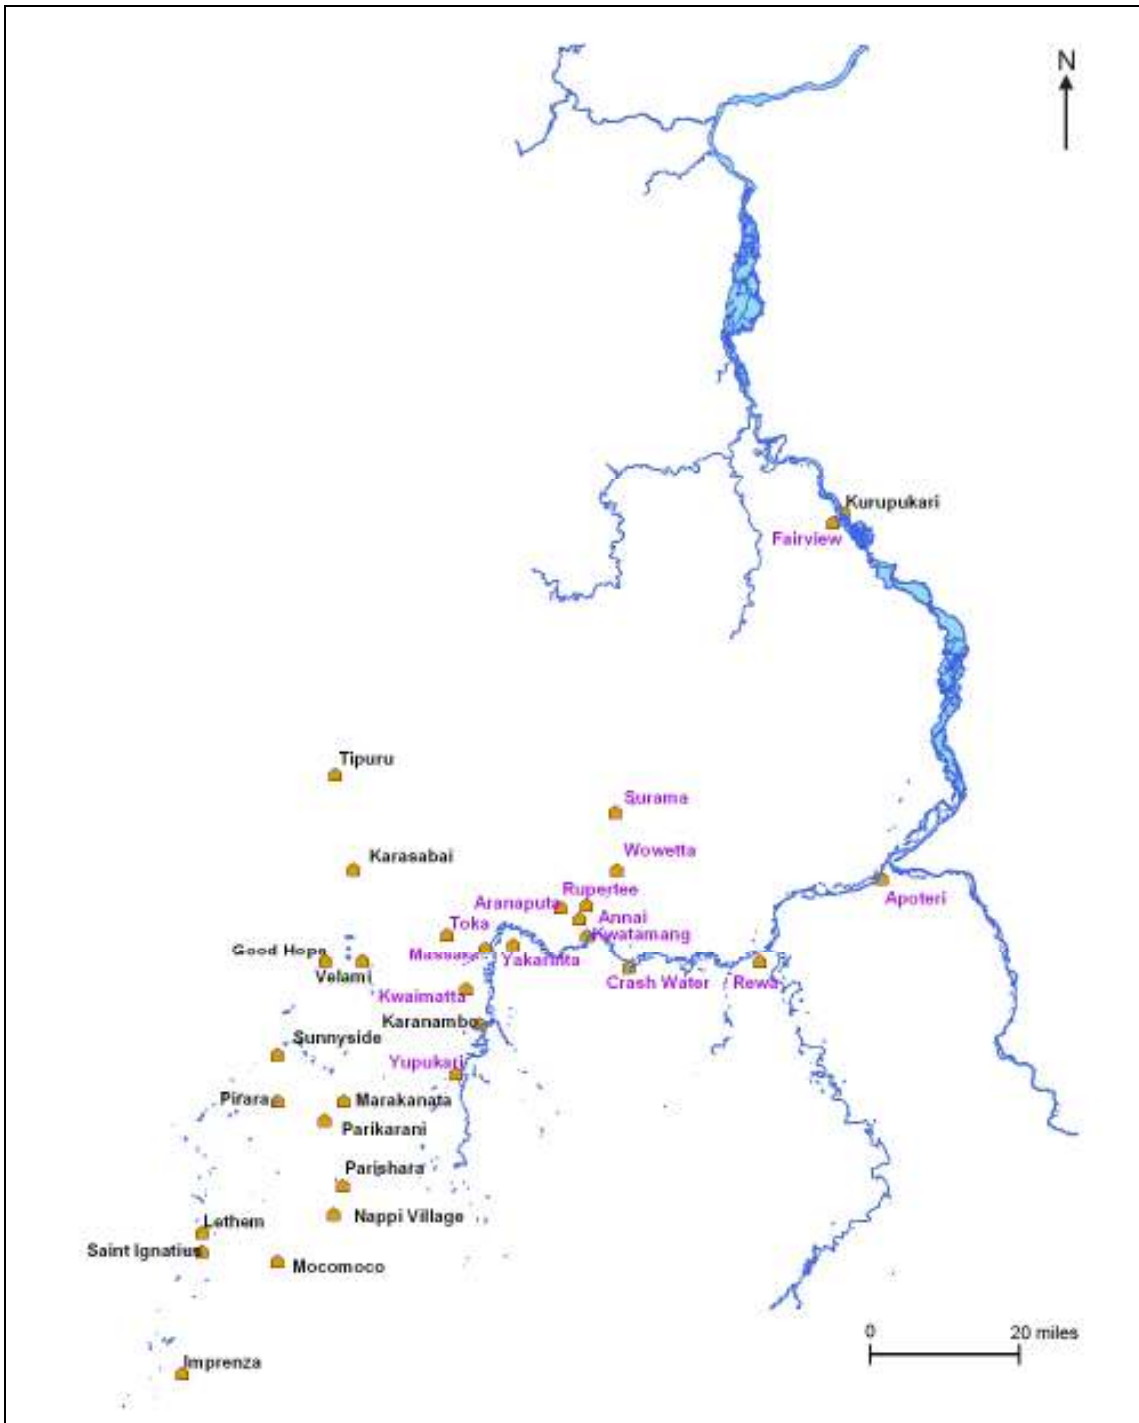 N
Kurupukari
Fairview
Tipuru
Surama
Karasabai
Wowetta
Rupertee
Aranaputa
Apoteri
Annai
Toka
Kwatamang
Good Hope
Yakarinta
Velami
Crash Water
Rewa
Kwaimatta
Karanambo
Sunnyside
Yupukari
Pirara
Marakanata
Parikarani
Parishara
Nappi Village
Lethem
Saint Ignatius
Mocomoco
0 20 miles
Imprenza